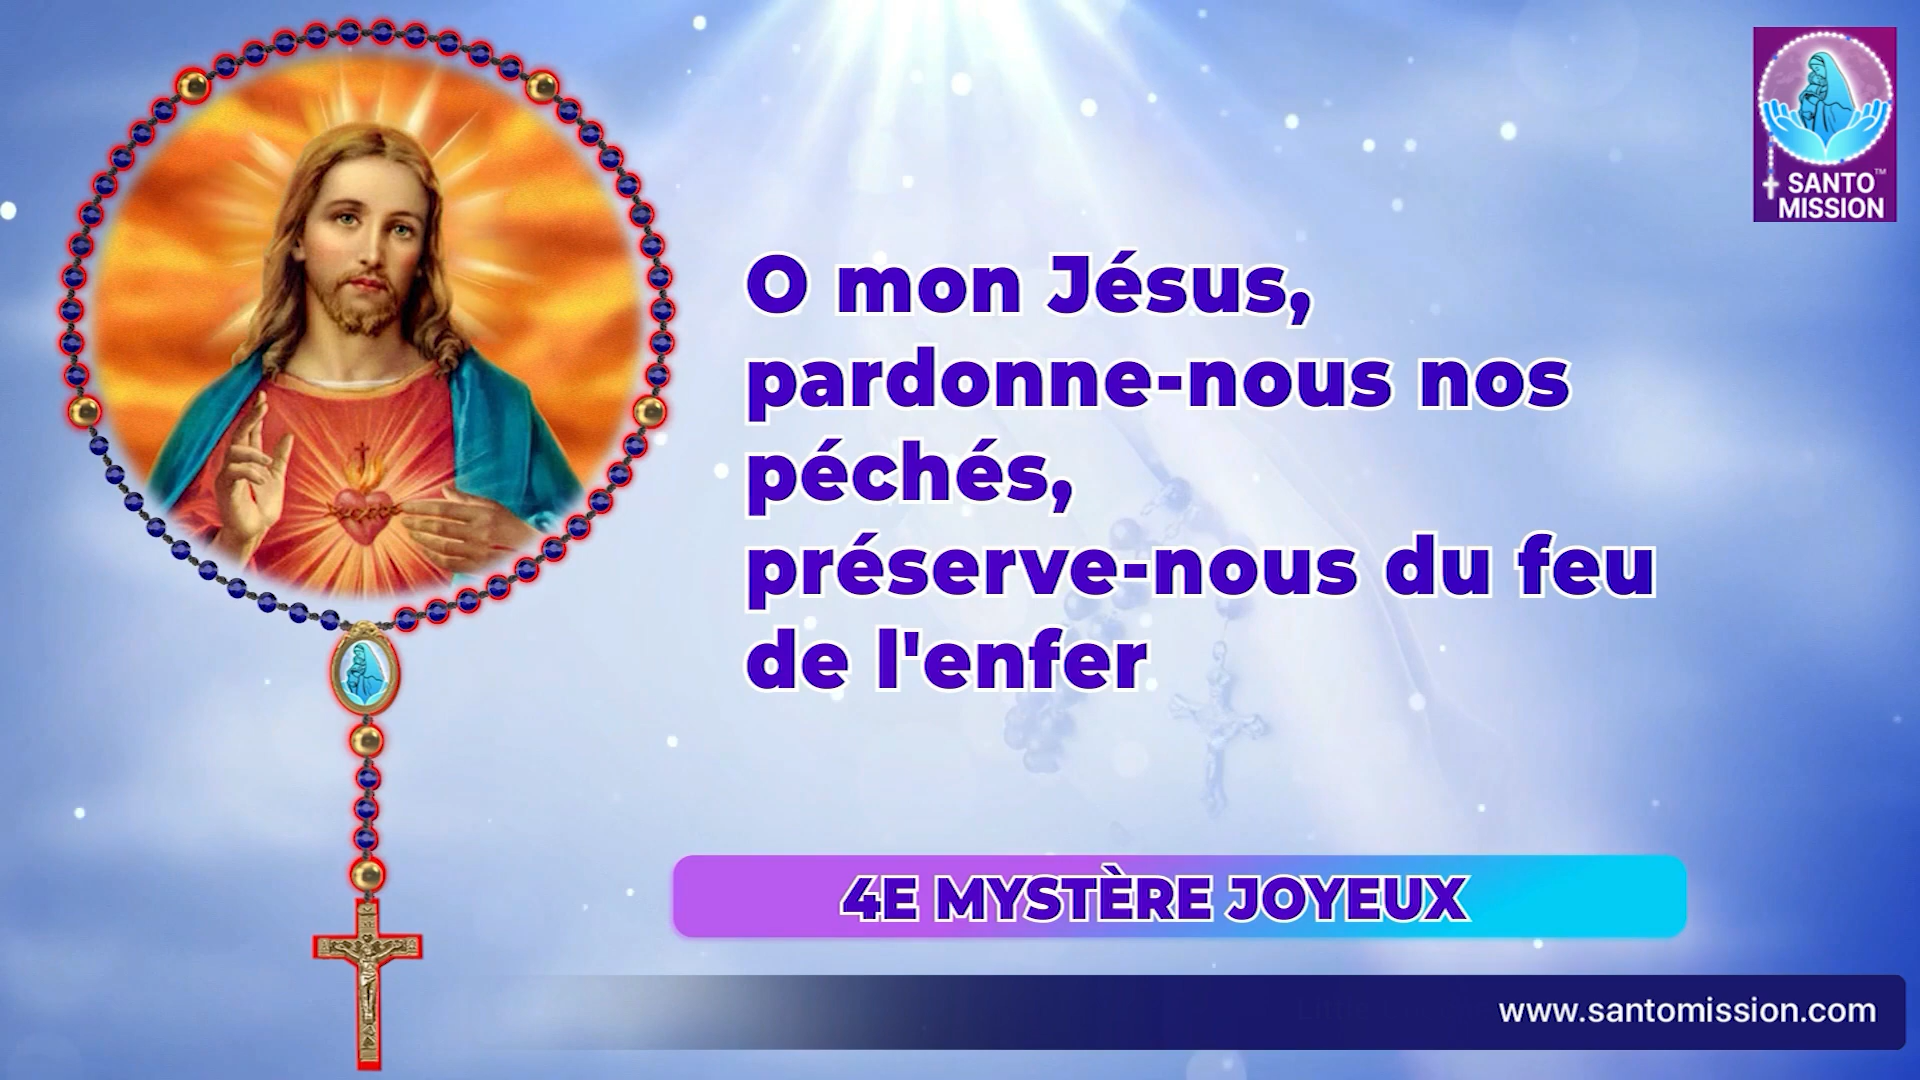 SANTO™
MISSION
O mon Jésus,
pardonne-nous nos
péchés,
préserve-nous du feu
de l'enfer
4E MYSTÈRE JOYEUX
www.santomission.com